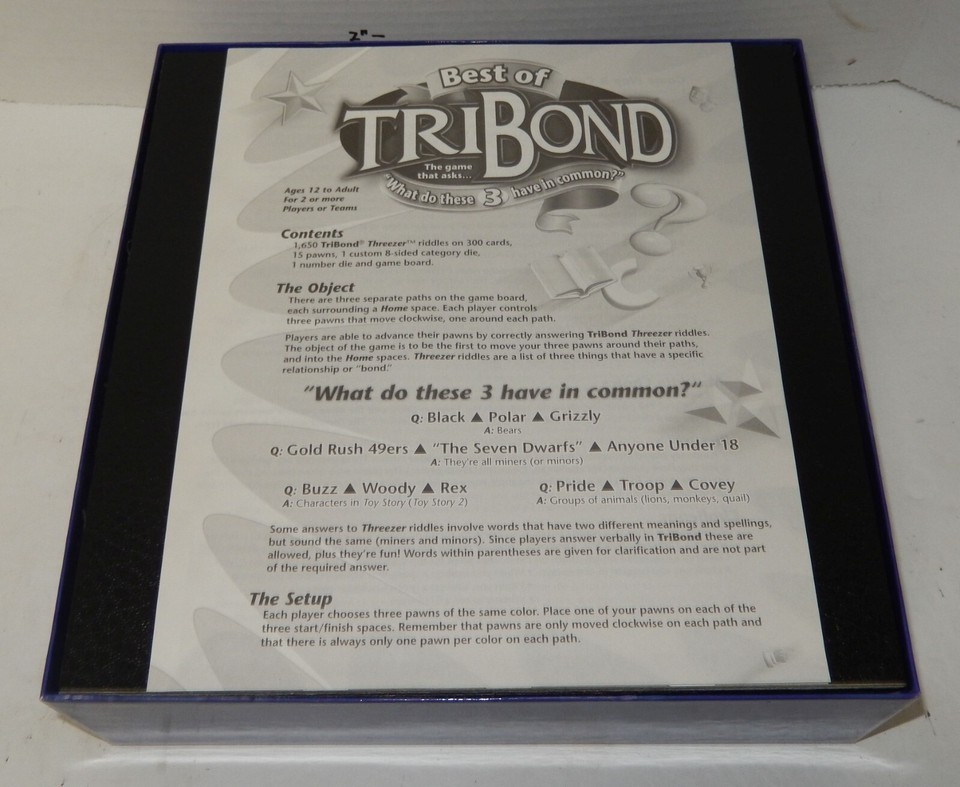 2"–
Best of
TRIBOND
The game
that asks...
"What do these 3 have in common?"
Ages 12 to Adult
For 2 or more
Players or Teams
Contents
1,650 TriBond® Threezer™ riddles on 300 cards,
15 pawns, 1 custom 8-sided category die,
1 number die and game board.
The Object
There are three separate paths on the game board,
each surrounding a Home space. Each player controls
three pawns that move clockwise, one around each path.
Players are able to advance their pawns by correctly answering TriBond Threezer riddles.
The object of the game is to be the first to move your three pawns around their paths,
and into the Home spaces. Threezer riddles are a list of three things that have a specific
relationship or "bond."
"What do these 3 have in common?"
Q: Black ▲ Polar ▲ Grizzly
A: Bears
Q: Gold Rush 49ers ▲ "The Seven Dwarfs" ▲ Anyone Under 18
A: They're all miners (or minors)
Q: Buzz ▲ Woody ▲ Rex
A: Characters in Toy Story (Toy Story 2)
Q: Pride ▲ Troop ▲ Covey
A: Groups of animals (lions, monkeys, quail)
Some answers to Threezer riddles involve words that have two different meanings and spellings,
but sound the same (miners and minors). Since players answer verbally in TriBond these are
allowed, plus they're fun! Words within parentheses are given for clarification and are not part
of the required answer.
The Setup
Each player chooses three pawns of the same color. Place one of your pawns on each of the
three start/finish spaces. Remember that pawns are only moved clockwise on each path and
that there is always only one pawn per color on each path.